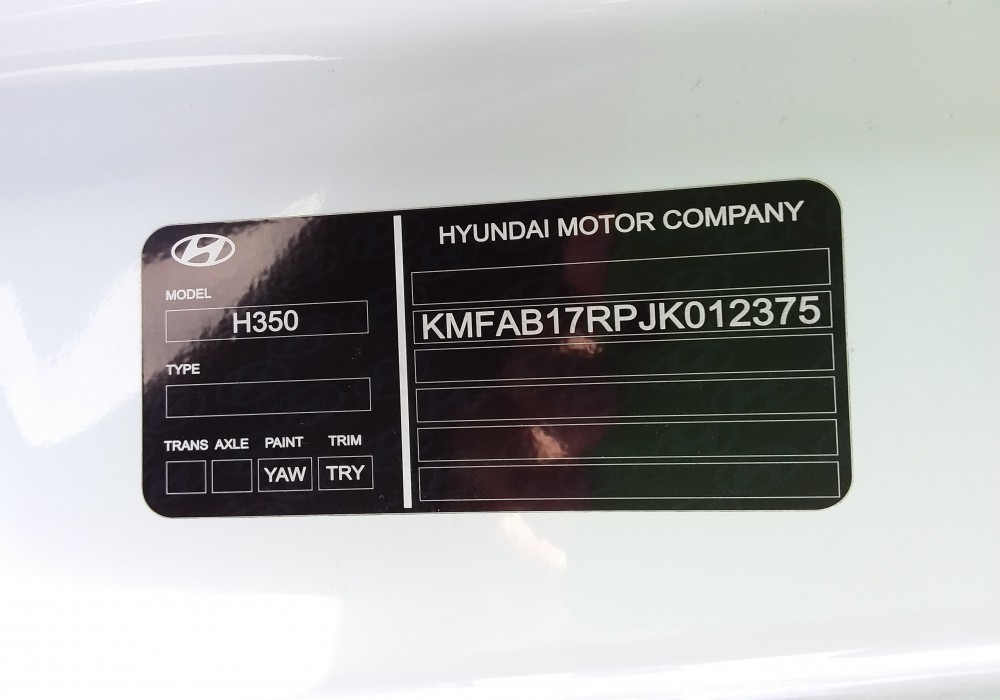 HYUNDAI MOTOR COMPANY
MODEL
H350
KMFAB17RPJK012375
TYPE
TRANS AXLE PAINT TRIM
YAW TRY